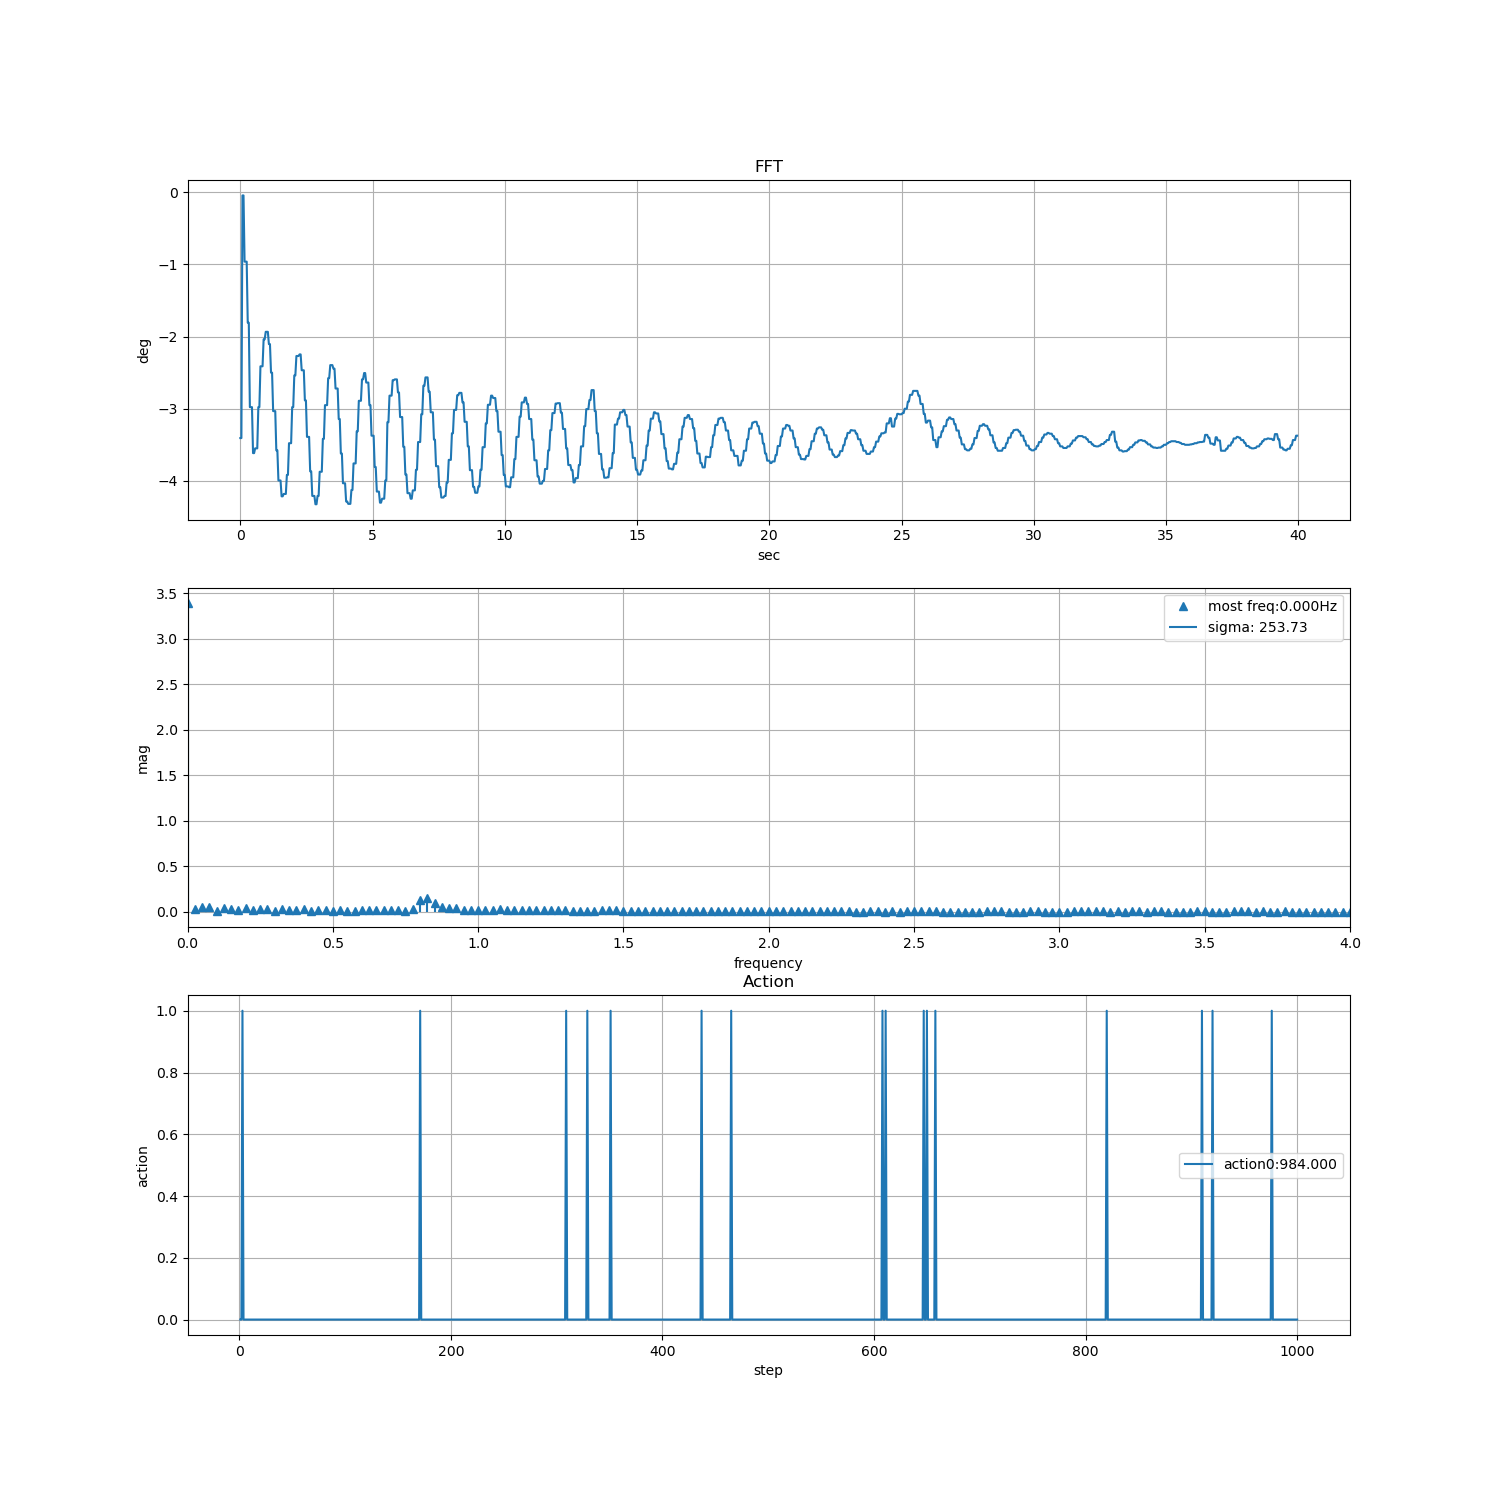 FFT
0
−1
−2
−3
−4
deg
0 5 10 15 20 25 30 35 40
sec
3.5
3.0
2.5
2.0
1.5
1.0
0.5
0.0
mag
most freq:0.000Hz
sigma: 253.73
0.0 0.5 1.0 1.5 2.0 2.5 3.0 3.5 4.0
frequency
Action
1.0
0.8
0.6
0.4
0.2
0.0
action
action0:984.000
0 200 400 600 800 1000
step